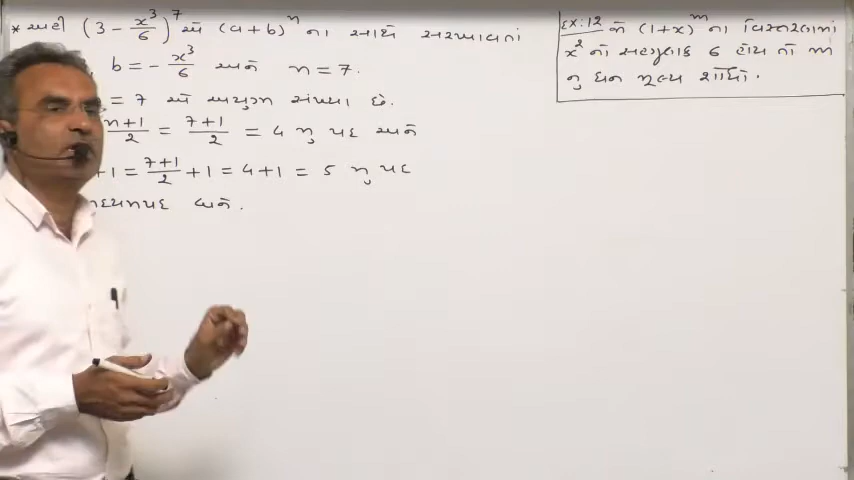 * અહીં (3 - x³/6)⁷ એ (a + b)ⁿ ના સાથે સરખાવતાં
b = - x³/6 અને n = 7.
= 7 એ અયુગ્મ સંખ્યા છે.
n+1/2 = 7+1/2 = 4 નુ પદ અને
+1 = 7+1/2 + 1 = 4+1 = 5 નુ પદ
મધ્યમપદ બને.
EX:12 જો (1+x)ᵐ ના વિસ્તરણમાં
x² નો સહગુણક 6 હોય તો m
નુ ધન મૂલ્ય શોધો.